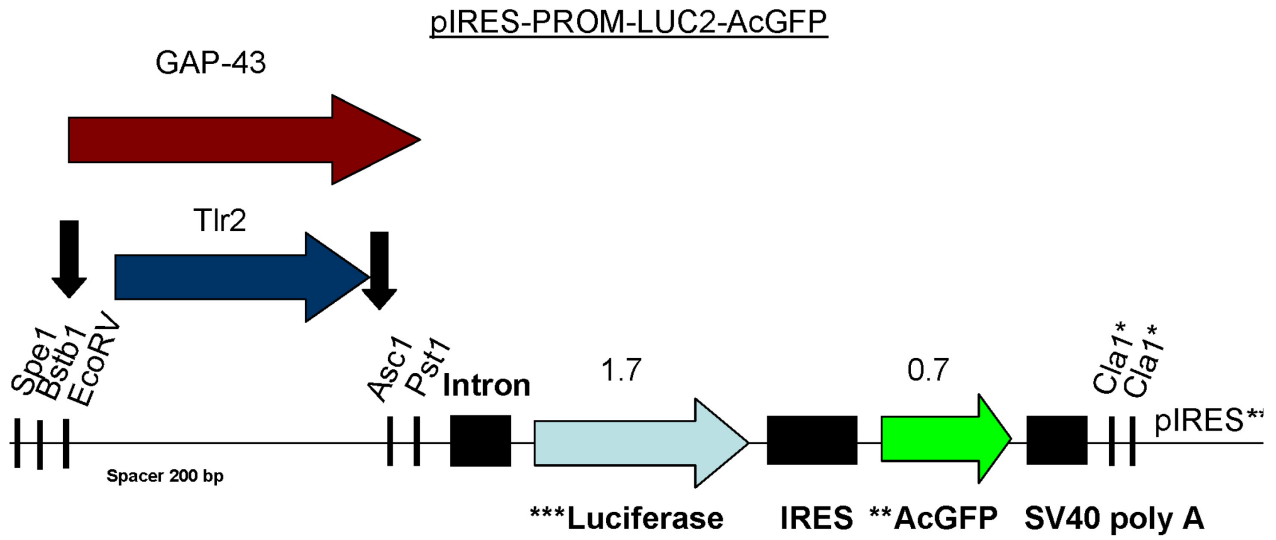 pIRES-PROM-LUC2-AcGFP
GAP-43
Tlr2
Spe1
Bstb1
EcoRV
Asc1
Pst1
Intron
1.7
0.7
Cla1*
Cla1*
pIRES**
Spacer 200 bp
***Luciferase
IRES
**AcGFP
SV40 poly A